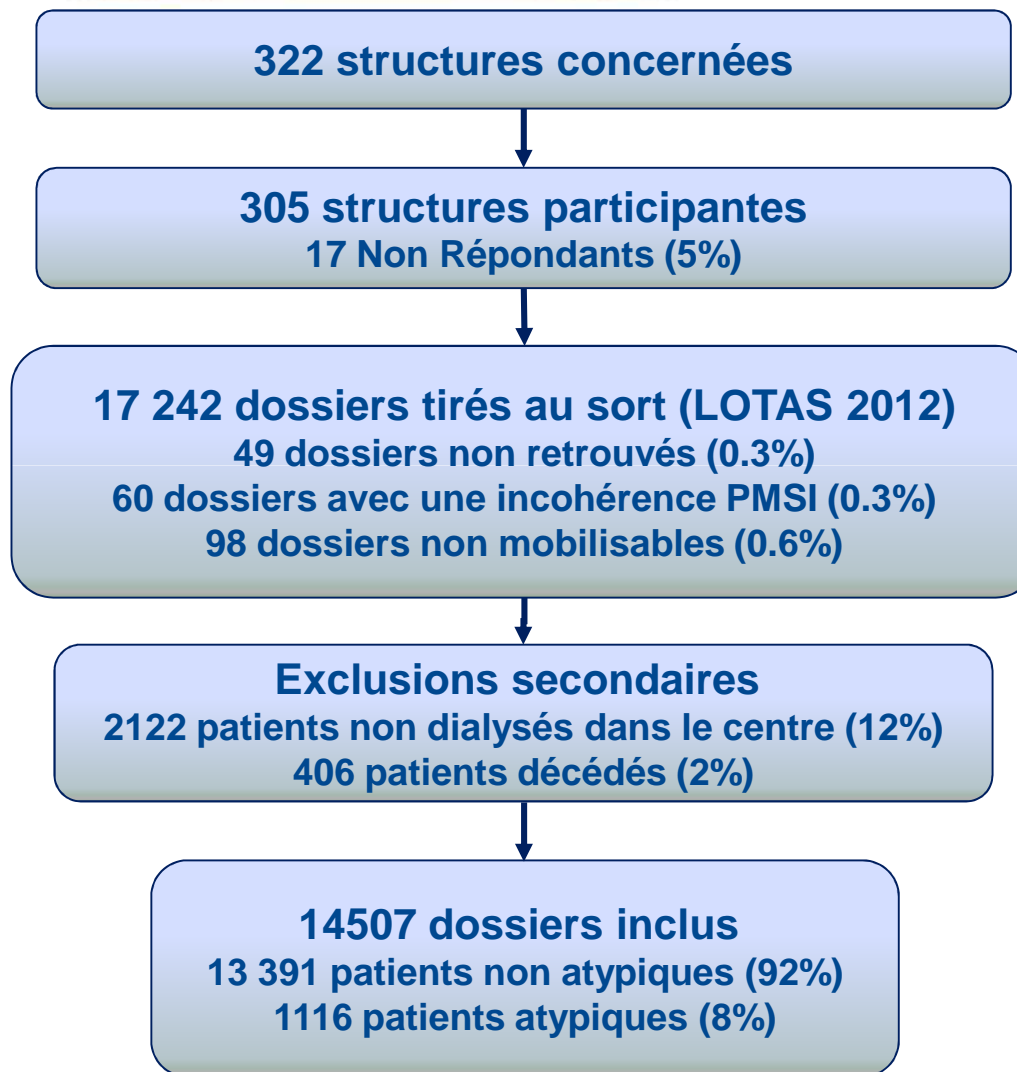 322 structures concernées
305 structures participantes
17 Non Répondants (5%)
17 242 dossiers tirés au sort (LOTAS 2012)
49 dossiers non retrouvés (0.3%)
60 dossiers avec une incohérence PMSI (0.3%)
98 dossiers non mobilisables (0.6%)
Exclusions secondaires
2122 patients non dialysés dans le centre (12%)
406 patients décédés (2%)
14507 dossiers inclus
13 391 patients non atypiques (92%)
1116 patients atypiques (8%)